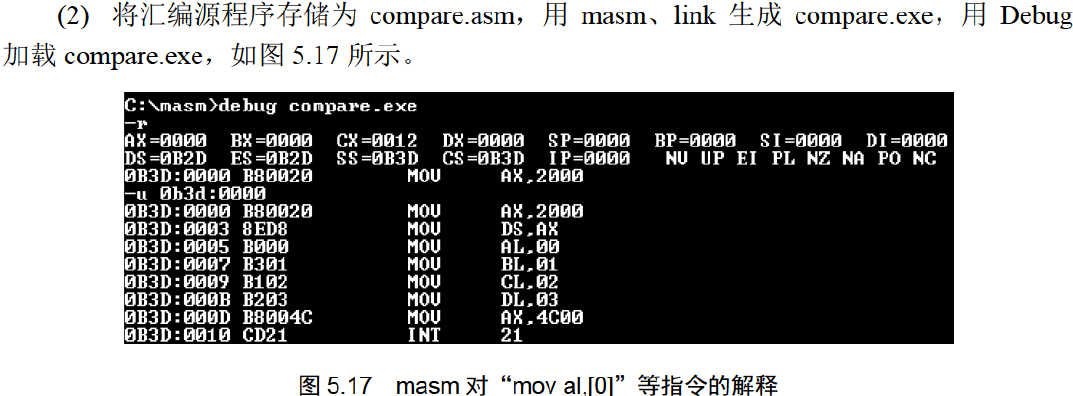 (2) 将汇编源程序存储为 compare.asm，用 masm、link 生成 compare.exe，用 Debug
加载 compare.exe，如图 5.17 所示。
C:\masm>debug compare.exe
-r
AX=0000 BX=0000 CX=0012 DX=0000 SP=0000 BP=0000 SI=0000 DI=0000
DS=0B2D ES=0B2D SS=0B3D CS=0B3D IP=0000 NV UP EI PL NZ NA PO NC
0B3D:0000 B80020 MOV AX,2000
-u 0b3d:0000
0B3D:0000 B80020 MOV AX,2000
0B3D:0003 8ED8 MOV DS,AX
0B3D:0005 B000 MOV AL,00
0B3D:0007 B301 MOV BL,01
0B3D:0009 B102 MOV CL,02
0B3D:000B B203 MOV DL,03
0B3D:000D B8004C MOV AX,4C00
0B3D:0010 CD21 INT 21
图 5.17 masm 对“mov al,[0]”等指令的解释